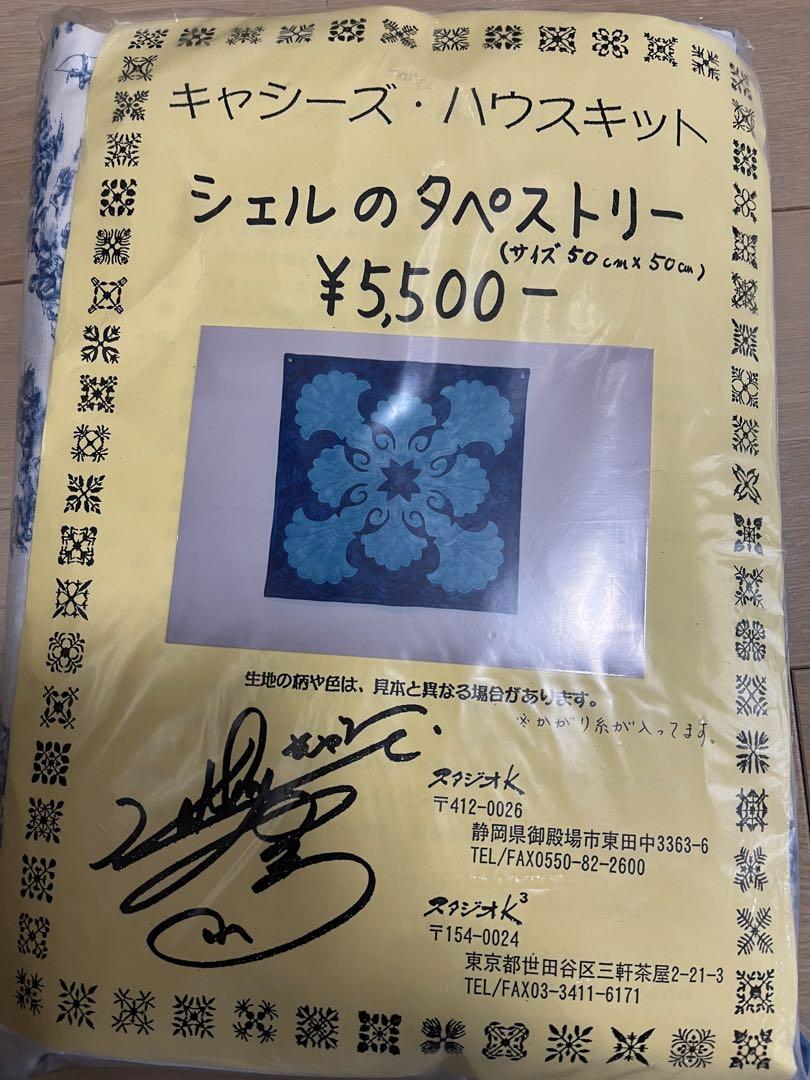 キャシーズ・ハウスキット
シェルのタペストリー
(サイズ50cm×50cm)
¥5,500−
生地の柄や色は、見本と異なる場合があります。
※かがり糸が入ってます。
スタジオK
〒412-0026
静岡県御殿場市東田中3363-6
TEL/FAX0550-82-2600
スタジオK³
〒154-0024
東京都世田谷区三軒茶屋2-21-3
TEL/FAX03-3411-6171